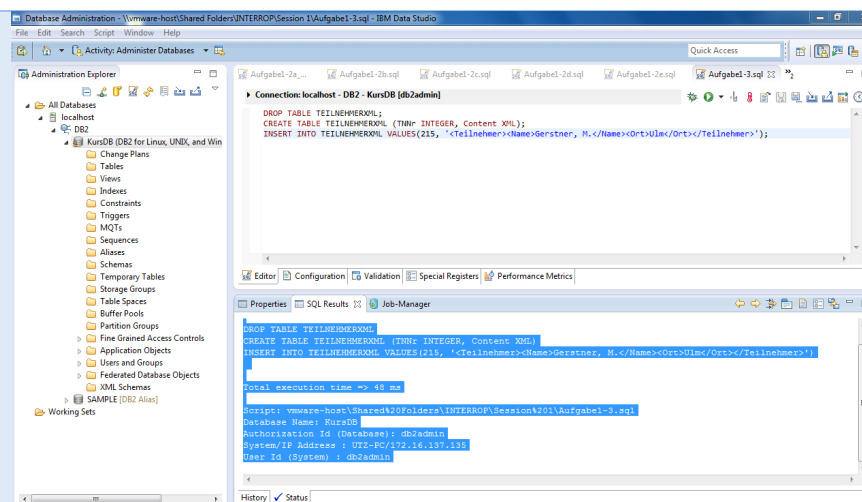 Database Administration - \\vmware-host\Shared Folders\INTERROP\Session 1\Aufgabe1-3.sql - IBM Data Studio
File Edit Search Script Window Help
Activity: Administer Databases
Quick Access
Administration Explorer
All Databases
localhost
DB2
KursDB (DB2 for Linux, UNIX, and Win
Change Plans
Tables
Views
Indexes
Constraints
Triggers
MQTs
Sequences
Aliases
Schemas
Temporary Tables
Storage Groups
Table Spaces
Buffer Pools
Partition Groups
Fine Grained Access Controls
Application Objects
Users and Groups
Federated Database Objects
XML Schemas
SAMPLE [DB2 Alias]
Working Sets
Aufgabe1-2a_... Aufgabe1-2b.sql Aufgabe1-2c.sql Aufgabe1-2d.sql Aufgabe1-2e.sql Aufgabe1-3.sql »2
Connection: localhost - DB2 - KursDB [db2admin]
DROP TABLE TEILNEHMERXML;
CREATE TABLE TEILNEHMERXML (TNNr INTEGER, Content XML);
INSERT INTO TEILNEHMERXML VALUES(215, '<Teilnehmer><Name>Gerstner, M.</Name><Ort>Ulm</Ort></Teilnehmer>');
Editor Configuration Validation Special Registers Performance Metrics
Properties SQL Results Job-Manager
DROP TABLE TEILNEHMERXML
CREATE TABLE TEILNEHMERXML (TNNr INTEGER, Content XML)
INSERT INTO TEILNEHMERXML VALUES(215, '<Teilnehmer><Name>Gerstner, M.</Name><Ort>Ulm</Ort></Teilnehmer>')
Total execution time => 48 ms
Script: vmware-host\Shared%20Folders\INTERROP\Session%201\Aufgabe1-3.sql
Database Name: KursDB
Authorization Id (Database): db2admin
System/IP Address : UTZ-PC/172.16.137.135
User Id (System) : db2admin
History Status